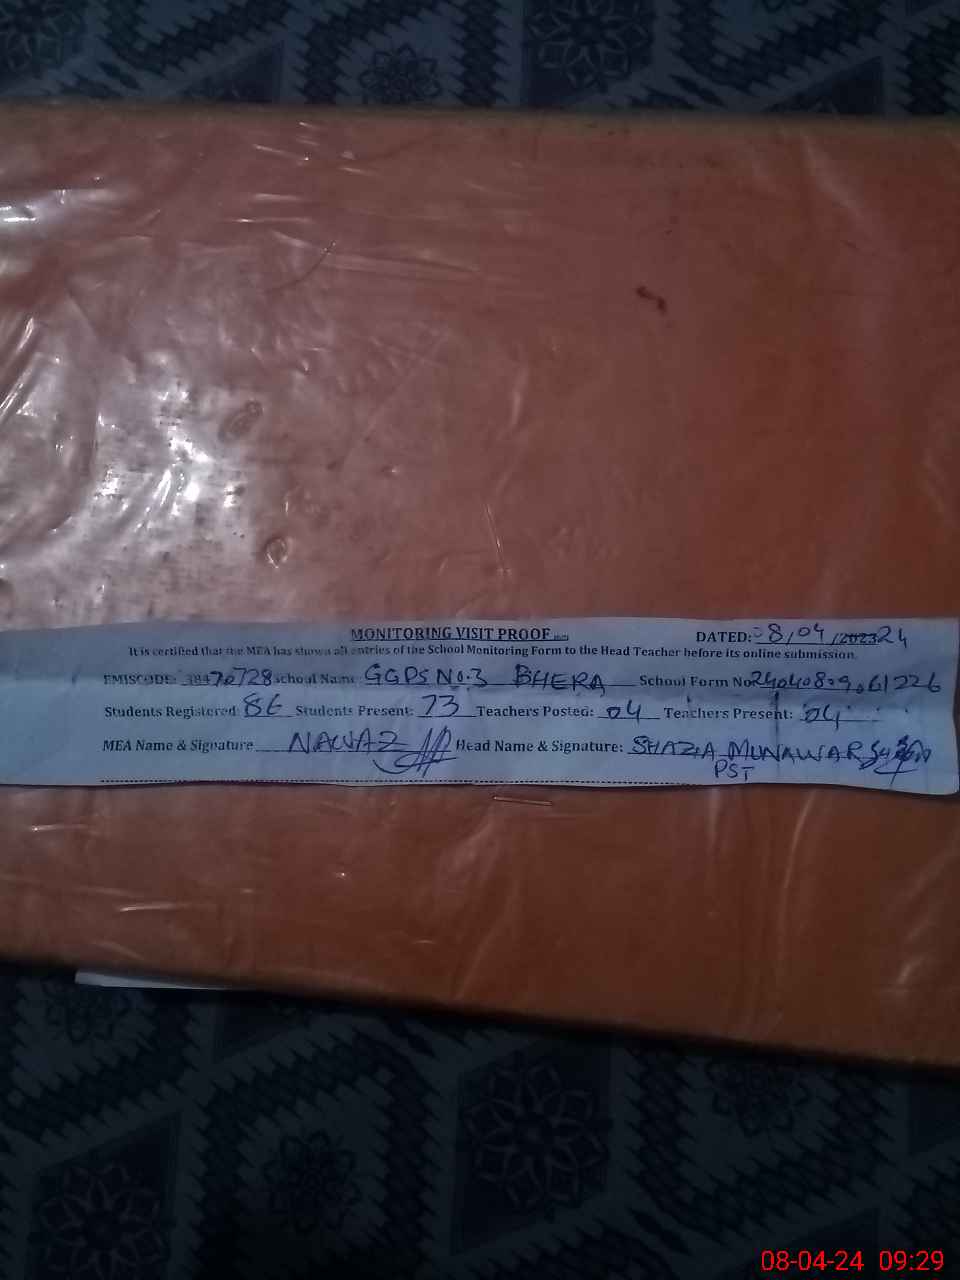 MONITORING VISIT PROOF DATED: 08/04/202324
It is certified that the MEA has shown all entries of the School Monitoring Form to the Head Teacher before its online submission.
EMISCODE: 38470728 School Name GGPS No.3 BHERA School Form No
Students Registered: 86 Students Present: 73 Teachers Posted: 04 Teachers Present: 04
MEA Name & Signature NAWAZ Head Name & Signature: SHAZIA MUNAWAR
PST
08-04-24 09:29